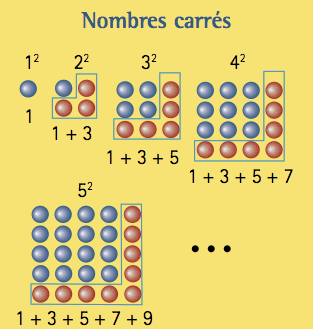 Nombres carrés
1² 2² 3² 4²
1
1 + 3
1 + 3 + 5
1 + 3 + 5 + 7
5²
...
1 + 3 + 5 + 7 + 9